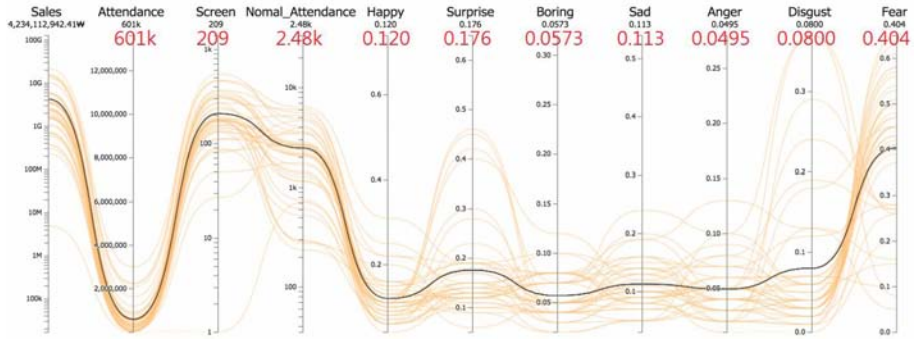 Sales Attendance Screen Nomal_Attendance Happy Surprise Boring Sad Anger Disgust Fear
4,234,112,942.41₩ 601k 209 2.48k 0.120 0.176 0.0573 0.113 0.0495 0.0800 0.404
601k 209 2.48k 0.120 0.176 0.0573 0.113 0.0495 0.0800 0.404
100G 1k 0.6 0.30 0.5 0.25 0.6
12,000,000 0.6 0.3
10G 10k 0.6 0.5 0.25 0.5
10,000,000 0.5 0.4 0.20
1G 100 0.4 0.20 0.3 0.15 0.2 0.4
8,000,000 0.4
100M 1k 0.4 0.15 0.3
6,000,000 0.3 0.10
10M 10 0.10 0.2 0.2
4,000,000 0.2 0.1
1M 0.2 0.05 0.1
100k 2,000,000 100 0.1 0.05 0.1
1 0.0 0.0